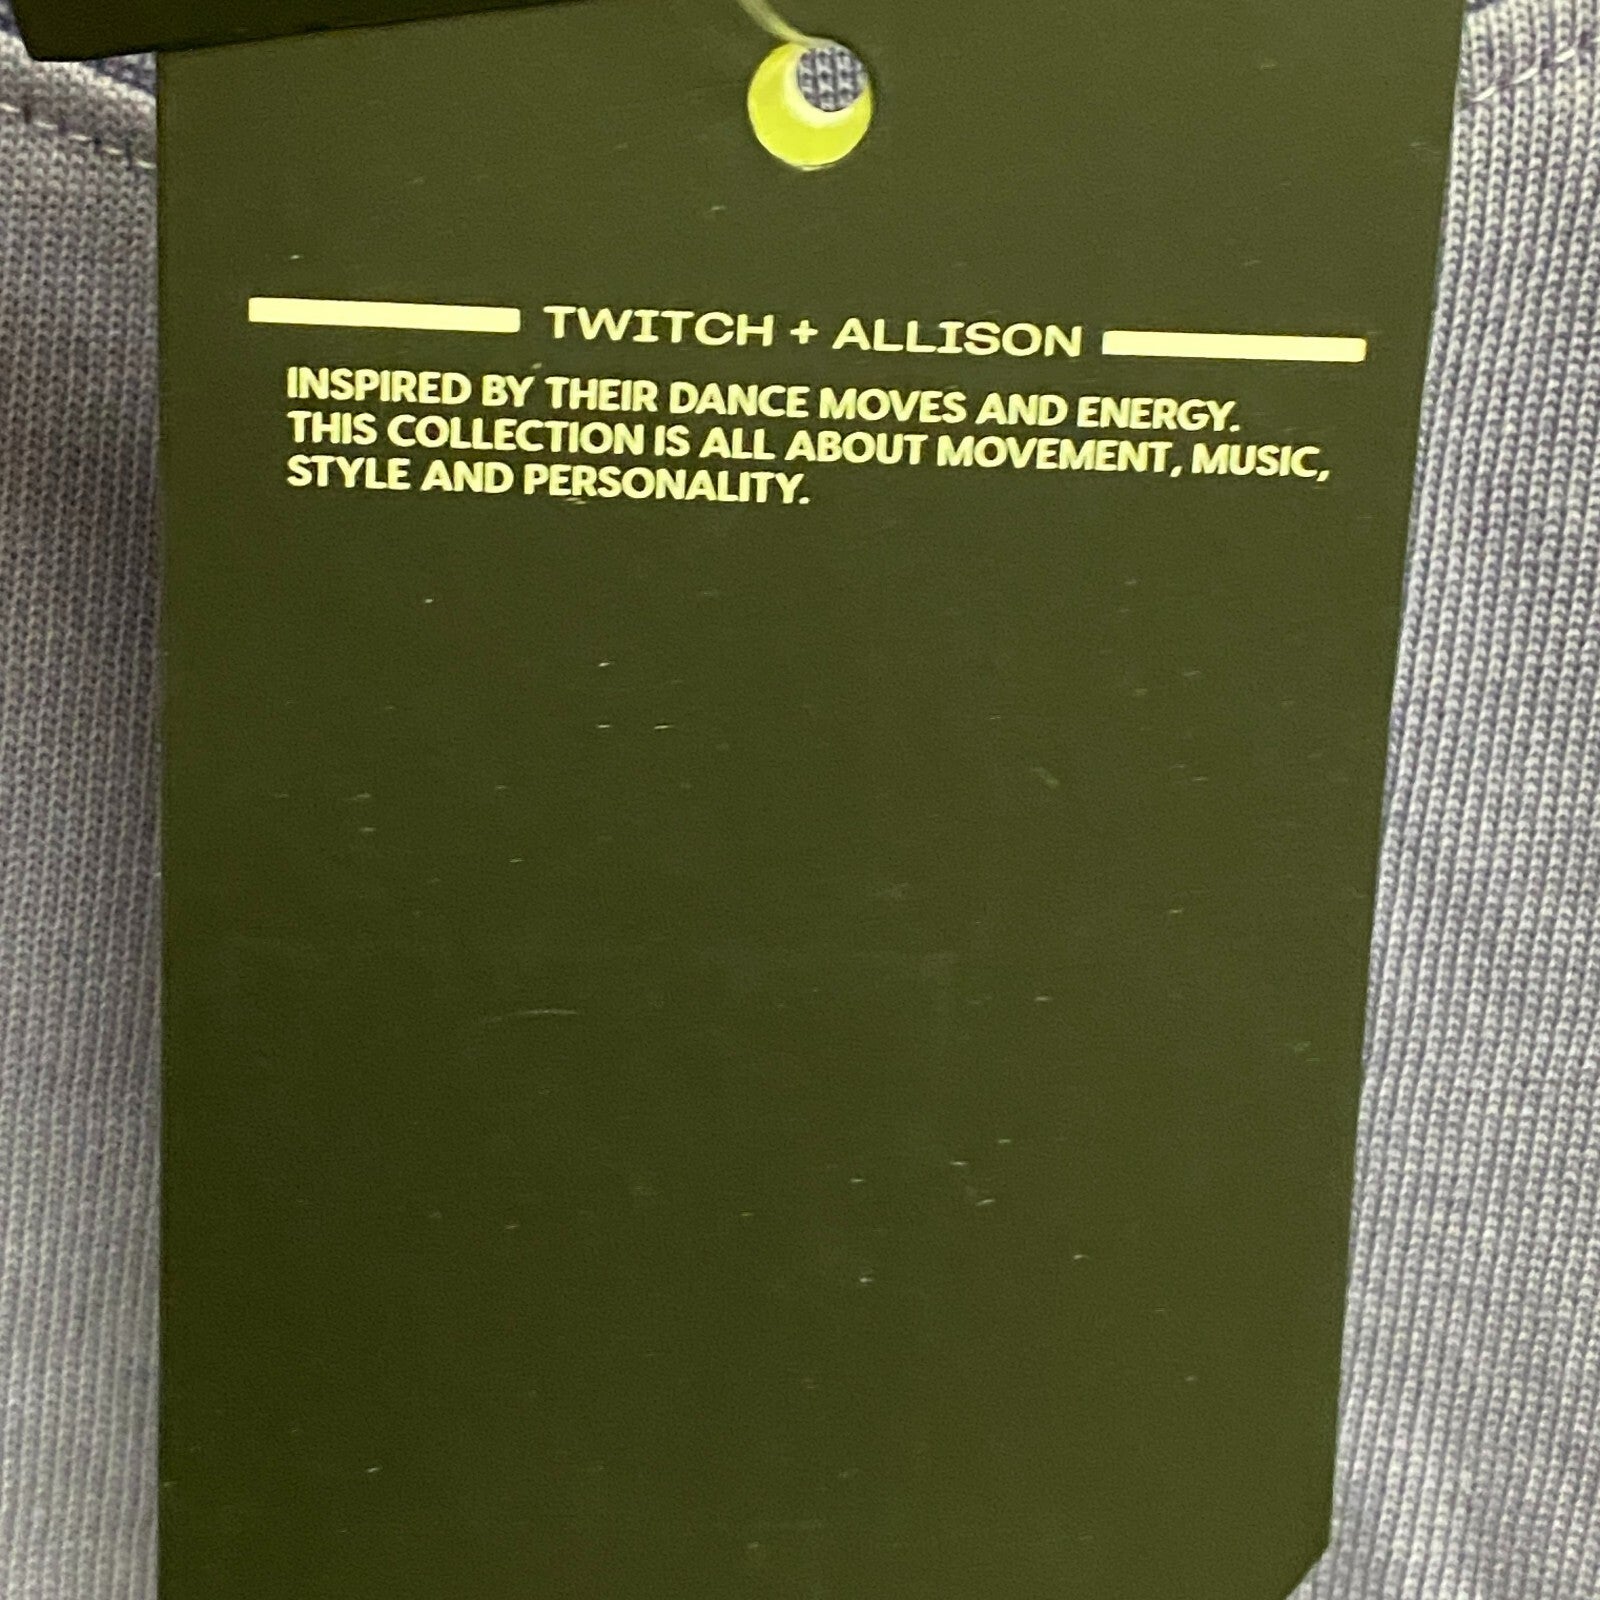 TWITCH + ALLISON
INSPIRED BY THEIR DANCE MOVES AND ENERGY.
THIS COLLECTION IS ALL ABOUT MOVEMENT, MUSIC,
STYLE AND PERSONALITY.